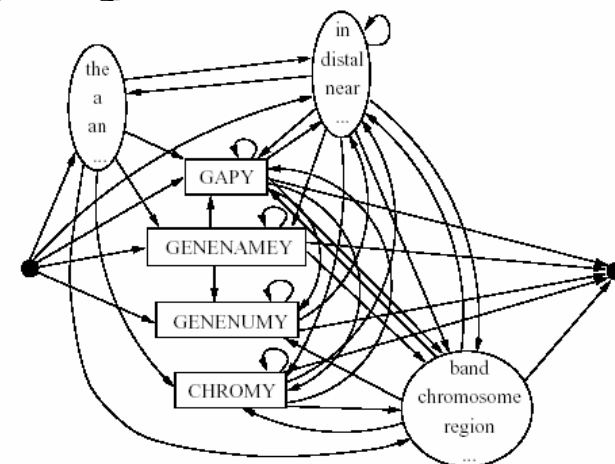 the
a
an
...
in
distal
near
...
GAPY
GENENAMEY
GENENUMY
CHROMY
band
chromosome
region
...